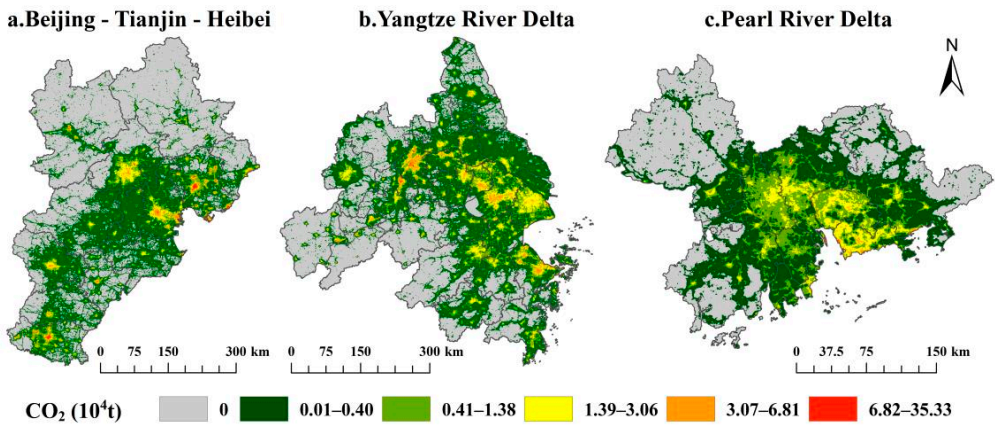 a.Beijing - Tianjin - Heibei
b.Yangtze River Delta
c.Pearl River Delta
N
0 75 150 300 km
0 75 150 300 km
0 37.5 75 150 km
CO₂ (10⁴t) 0 0.01–0.40 0.41–1.38 1.39–3.06 3.07–6.81 6.82–35.33